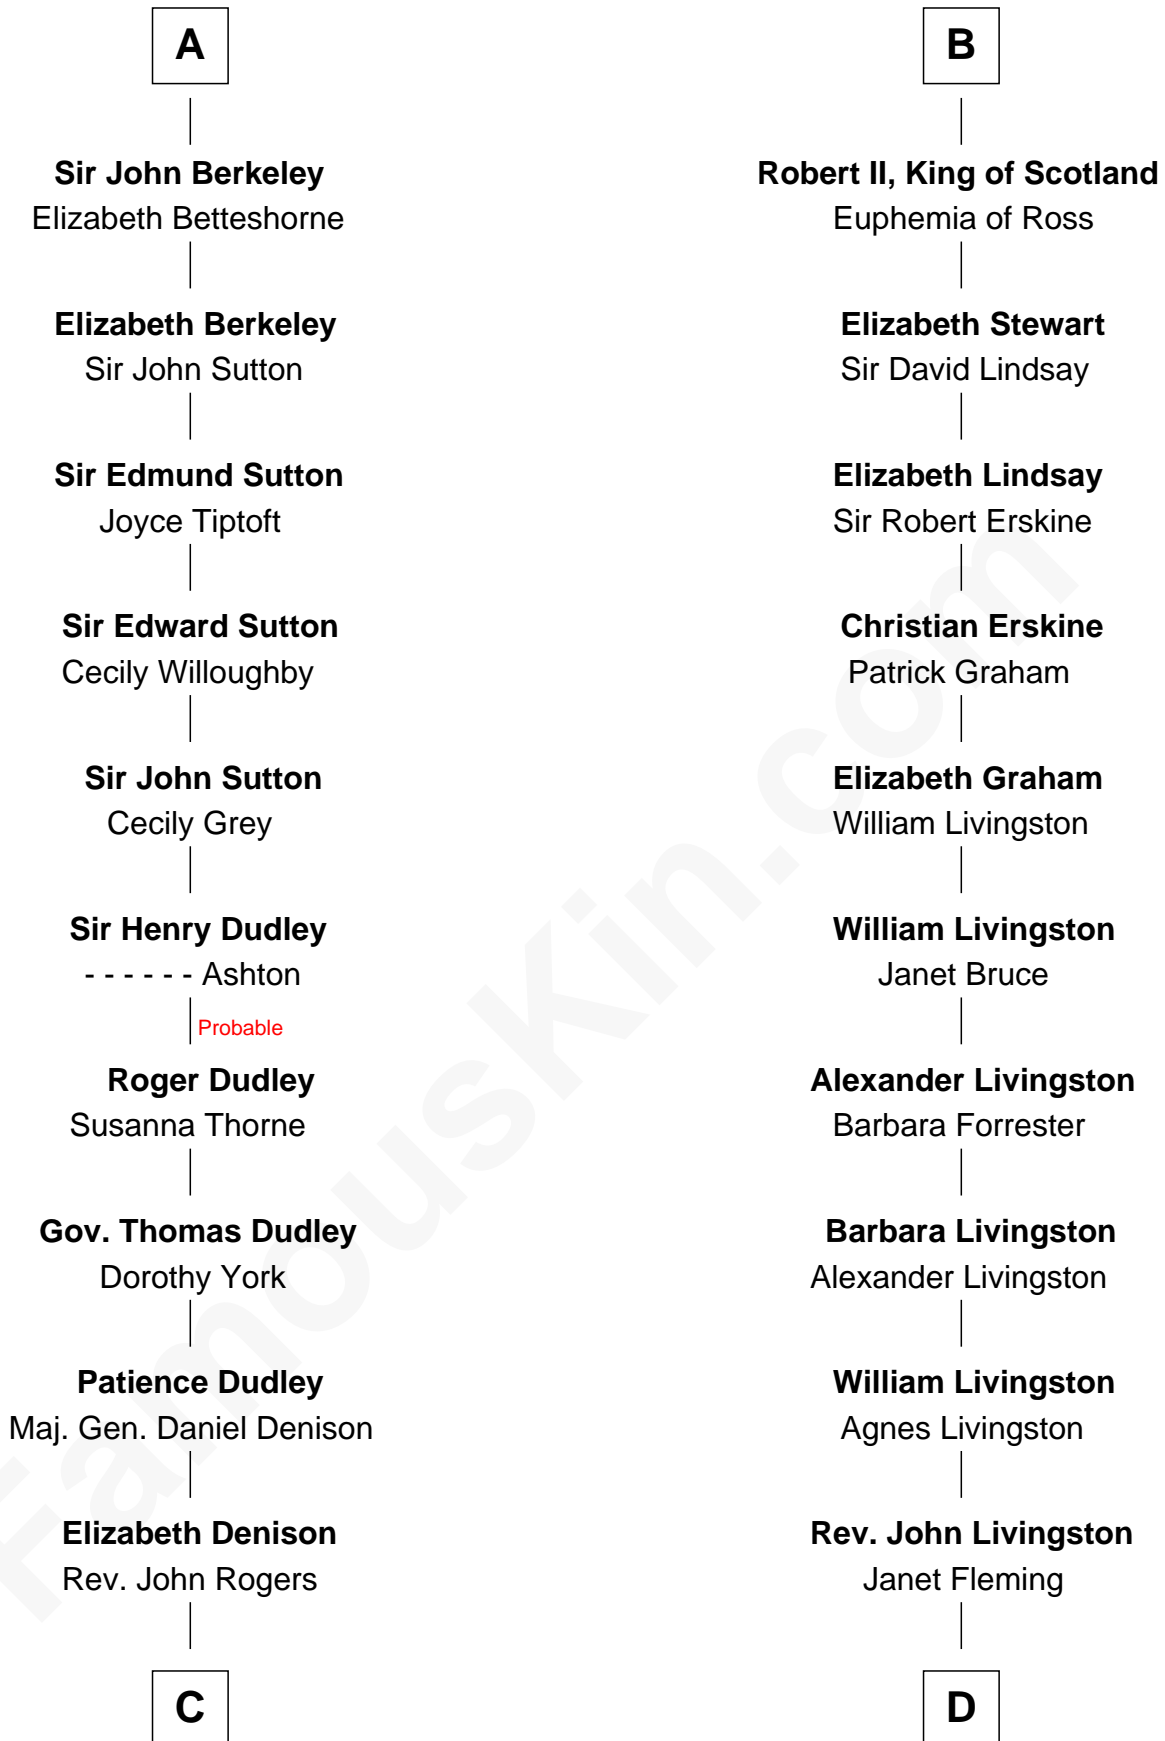 A
Sir John Berkeley
Elizabeth Betteshorne
Elizabeth Berkeley
Sir John Sutton
Sir Edmund Sutton
Joyce Tiptoft
Sir Edward Sutton
Cecily Willoughby
Sir John Sutton
Cecily Grey
Sir Henry Dudley
- - - - - - Ashton
Probable
Roger Dudley
Susanna Thorne
Gov. Thomas Dudley
Dorothy York
Patience Dudley
Maj. Gen. Daniel Denison
Elizabeth Denison
Rev. John Rogers
C
B
Robert II, King of Scotland
Euphemia of Ross
Elizabeth Stewart
Sir David Lindsay
Elizabeth Lindsay
Sir Robert Erskine
Christian Erskine
Patrick Graham
Elizabeth Graham
William Livingston
William Livingston
Janet Bruce
Alexander Livingston
Barbara Forrester
Barbara Livingston
Alexander Livingston
William Livingston
Agnes Livingston
Rev. John Livingston
Janet Fleming
D
FamousKin.com